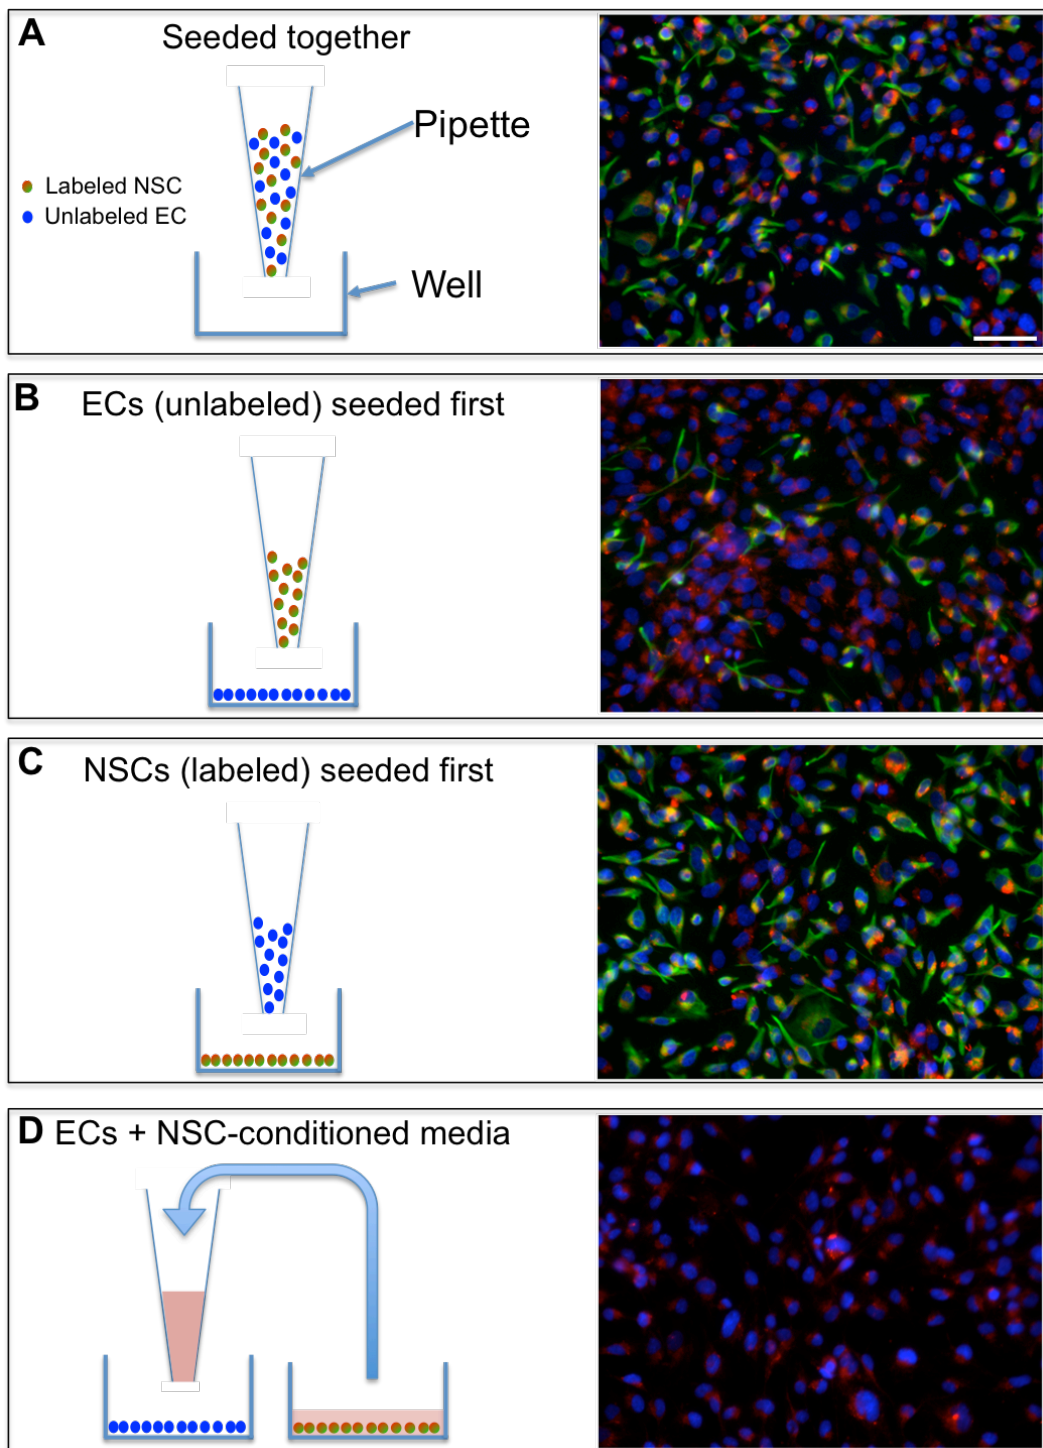 A
Seeded together
Pipette
Labeled NSC
Unlabeled EC
Well
B
ECs (unlabeled) seeded first
C
NSCs (labeled) seeded first
D
ECs + NSC-conditioned media